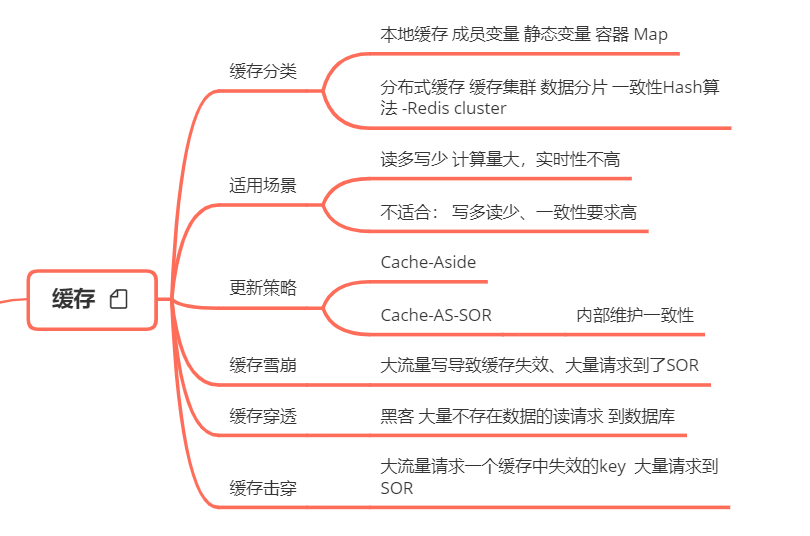 缓存
缓存分类
本地缓存 成员变量 静态变量 容器 Map
分布式缓存 缓存集群 数据分片 一致性Hash算
法 -Redis cluster
适用场景
读多写少 计算量大，实时性不高
不适合： 写多读少、一致性要求高
更新策略
Cache-Aside
Cache-AS-SOR
内部维护一致性
缓存雪崩
大流量写导致缓存失效、大量请求到了SOR
缓存穿透
黑客 大量不存在数据的读请求 到数据库
缓存击穿
大流量请求一个缓存中失效的key 大量请求到
SOR